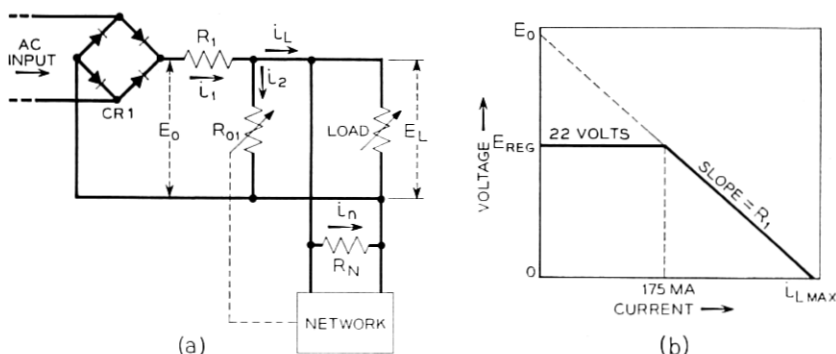 AC
INPUT
CR1
R1
i1
iL
i2
E0
R01
LOAD
EL
in
RN
NETWORK
(a)
VOLTAGE
E0
EREG
22 VOLTS
SLOPE = R1
0
175 MA
iL MAX
CURRENT
(b)